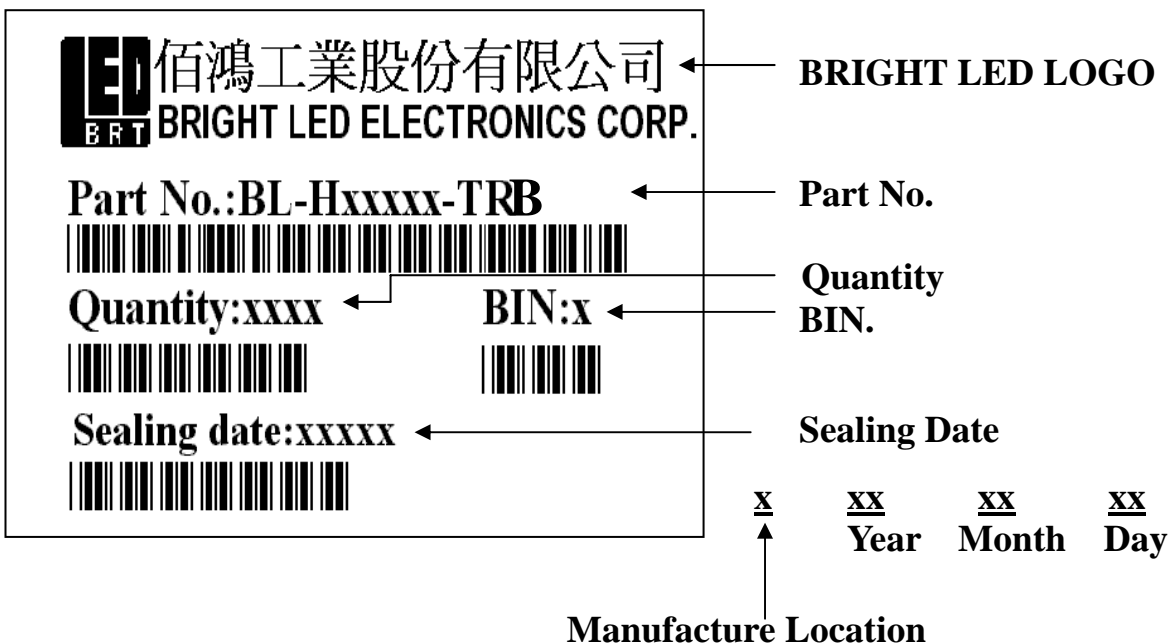 LED BRT
佰鴻工業股份有限公司
BRIGHT LED ELECTRONICS CORP.
BRIGHT LED LOGO
Part No.:BL-Hxxxxx-TRB
Part No.
Quantity:xxxx
Quantity
BIN:x
BIN.
Sealing date:xxxxx
Sealing Date
x xx xx xx
Year Month Day
Manufacture Location